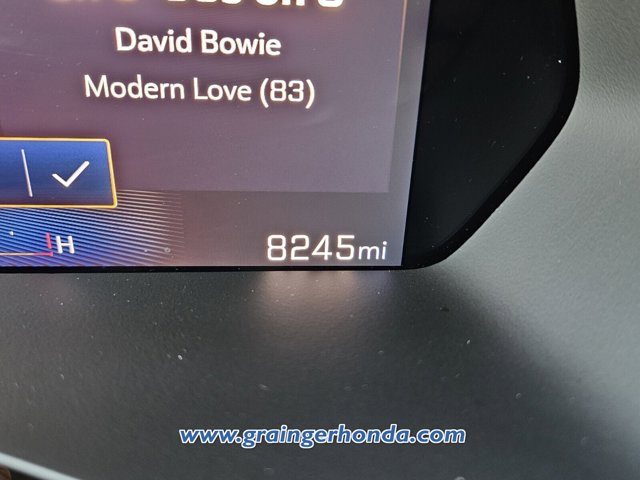 David Bowie
Modern Love (83)
H
8245mi
www.graingerhonda.com